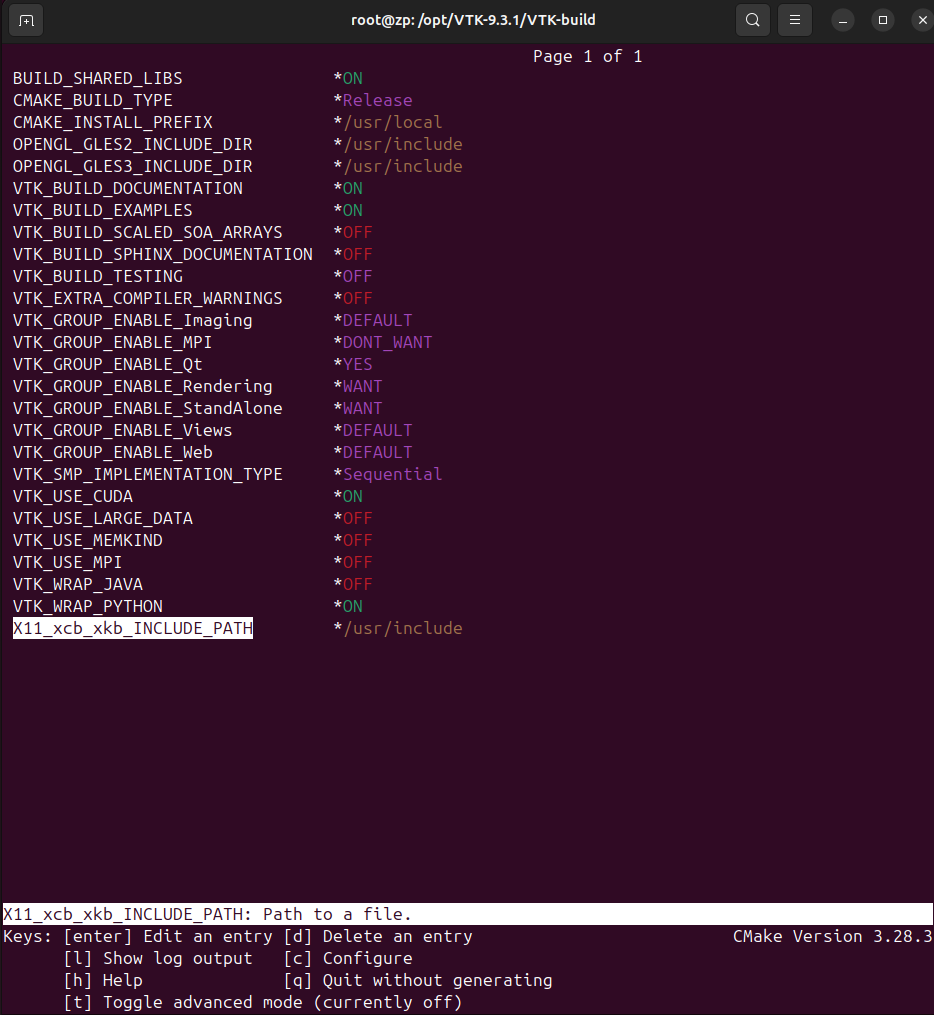 root@zp: /opt/VTK-9.3.1/VTK-build
Page 1 of 1
BUILD_SHARED_LIBS *ON
CMAKE_BUILD_TYPE *Release
CMAKE_INSTALL_PREFIX */usr/local
OPENGL_GLES2_INCLUDE_DIR */usr/include
OPENGL_GLES3_INCLUDE_DIR */usr/include
VTK_BUILD_DOCUMENTATION *ON
VTK_BUILD_EXAMPLES *ON
VTK_BUILD_SCALED_SOA_ARRAYS *OFF
VTK_BUILD_SPHINX_DOCUMENTATION *OFF
VTK_BUILD_TESTING *OFF
VTK_EXTRA_COMPILER_WARNINGS *OFF
VTK_GROUP_ENABLE_Imaging *DEFAULT
VTK_GROUP_ENABLE_MPI *DONT_WANT
VTK_GROUP_ENABLE_Qt *YES
VTK_GROUP_ENABLE_Rendering *WANT
VTK_GROUP_ENABLE_StandAlone *WANT
VTK_GROUP_ENABLE_Views *DEFAULT
VTK_GROUP_ENABLE_Web *DEFAULT
VTK_SMP_IMPLEMENTATION_TYPE *Sequential
VTK_USE_CUDA *ON
VTK_USE_LARGE_DATA *OFF
VTK_USE_MEMKIND *OFF
VTK_USE_MPI *OFF
VTK_WRAP_JAVA *OFF
VTK_WRAP_PYTHON *ON
X11_xcb_xkb_INCLUDE_PATH */usr/include
X11_xcb_xkb_INCLUDE_PATH: Path to a file.
Keys: [enter] Edit an entry [d] Delete an entry CMake Version 3.28.3
[l] Show log output [c] Configure
[h] Help [q] Quit without generating
[t] Toggle advanced mode (currently off)